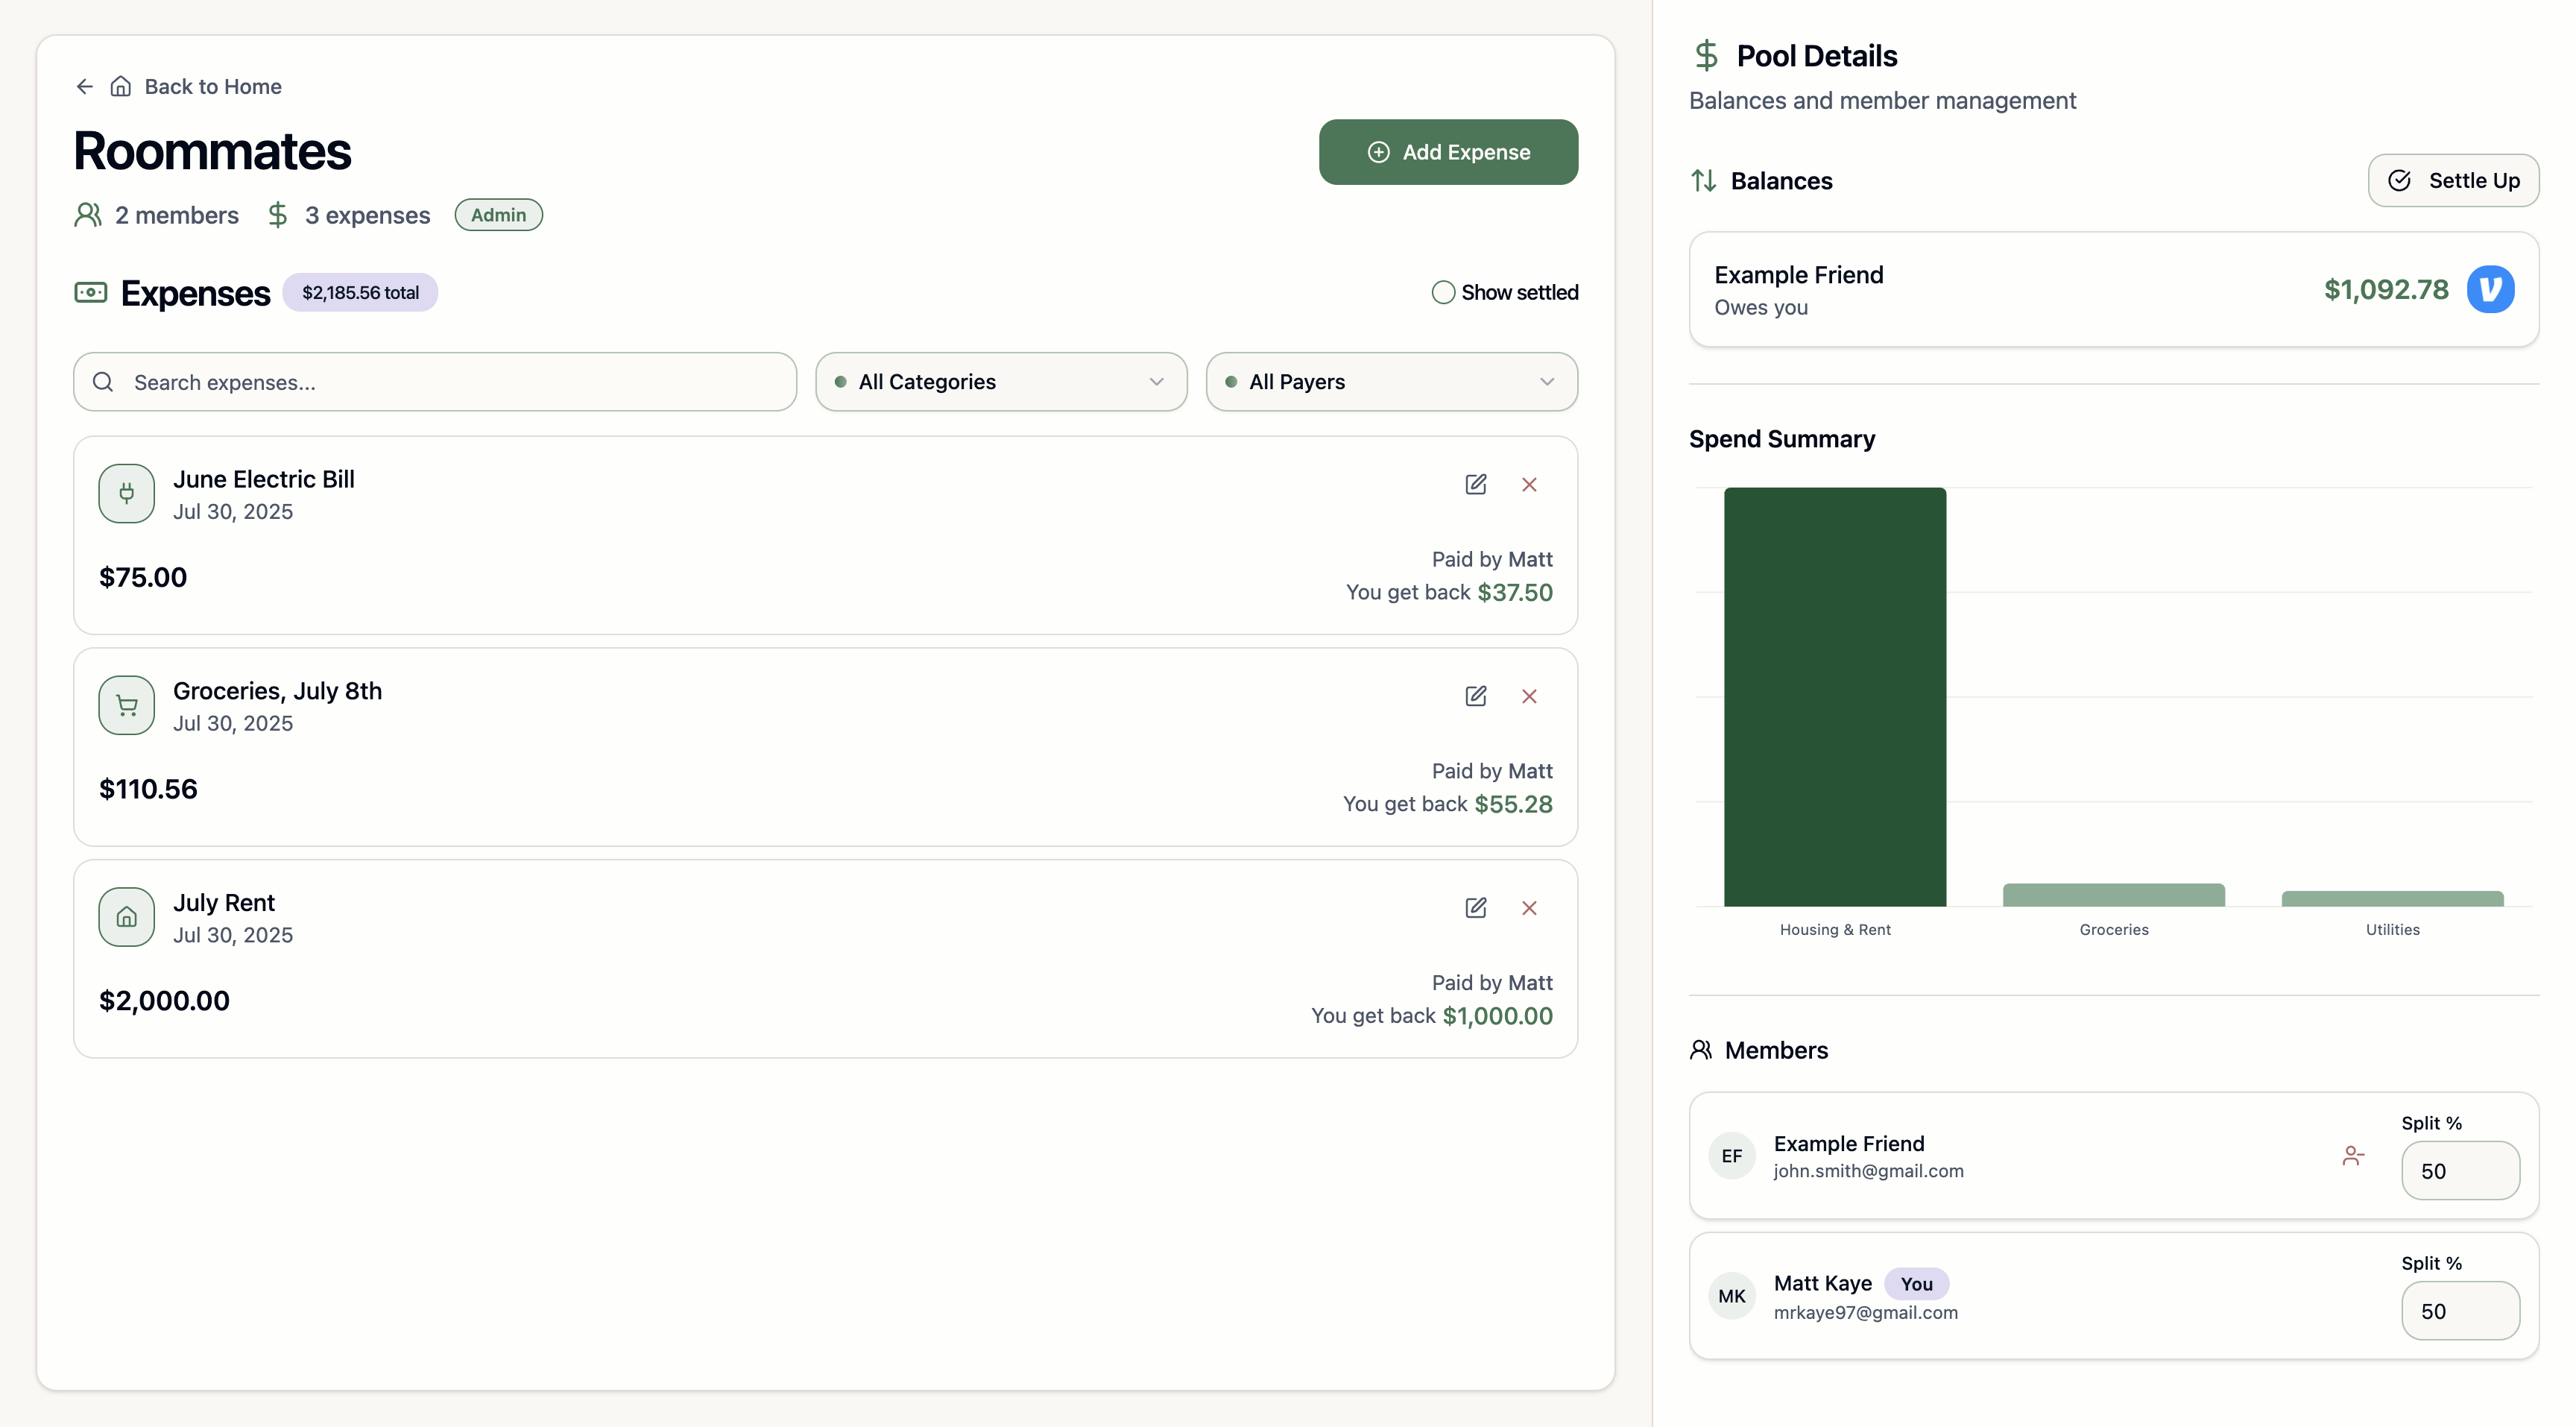 Back to Home
Roommates
Add Expense
2 members
3 expenses
Admin
Expenses
$2,185.56 total
Show settled
Search expenses...
All Categories
All Payers
June Electric Bill
Jul 30, 2025
$75.00
Paid by Matt
You get back $37.50
Groceries, July 8th
Jul 30, 2025
$110.56
Paid by Matt
You get back $55.28
July Rent
Jul 30, 2025
$2,000.00
Paid by Matt
You get back $1,000.00
Pool Details
Balances and member management
Balances
Settle Up
Example Friend
Owes you
$1,092.78
Spend Summary
Housing & Rent
Groceries
Utilities
Members
EF
Example Friend
john.smith@gmail.com
Split %
50
MK
Matt Kaye
You
mrkaye97@gmail.com
Split %
50